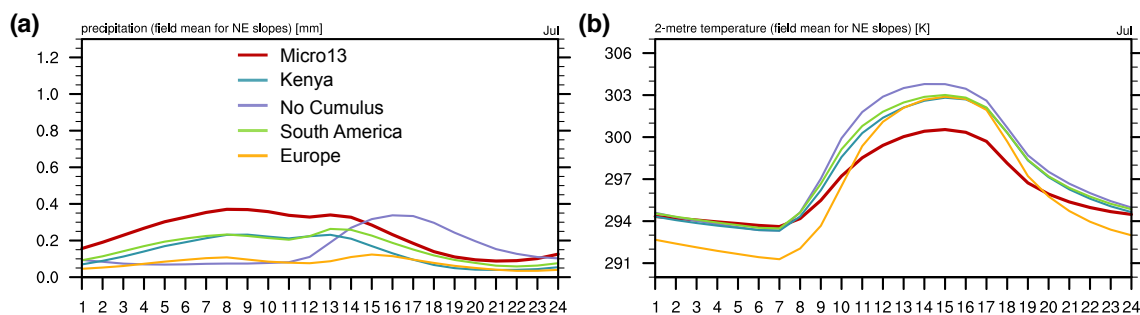 (a) precipitation (field mean for NE slopes) [mm] Jul
1.2
1.0
0.8
0.6
0.4
0.2
0.0
Micro13
Kenya
No Cumulus
South America
Europe
1 2 3 4 5 6 7 8 9 10 11 12 13 14 15 16 17 18 19 20 21 22 23 24
(b) 2-metre temperature (field mean for NE slopes) [K] Jul
306
303
300
297
294
291
1 2 3 4 5 6 7 8 9 10 11 12 13 14 15 16 17 18 19 20 21 22 23 24